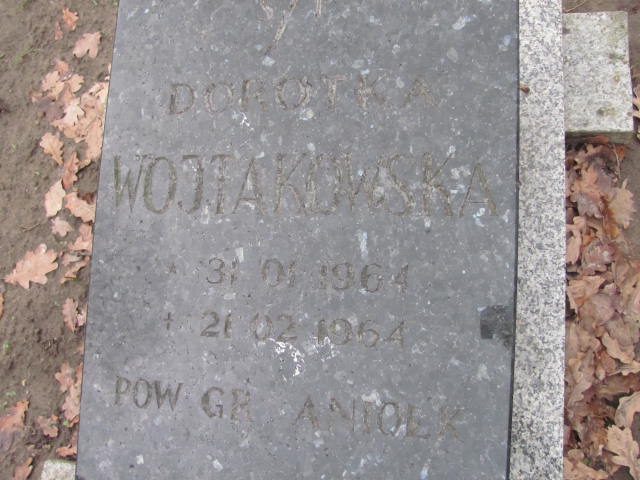 DOROTKA
WOJTAKOWSKA
* 31 01 1964
+ 21 02 1964
POW GR ANIOŁK